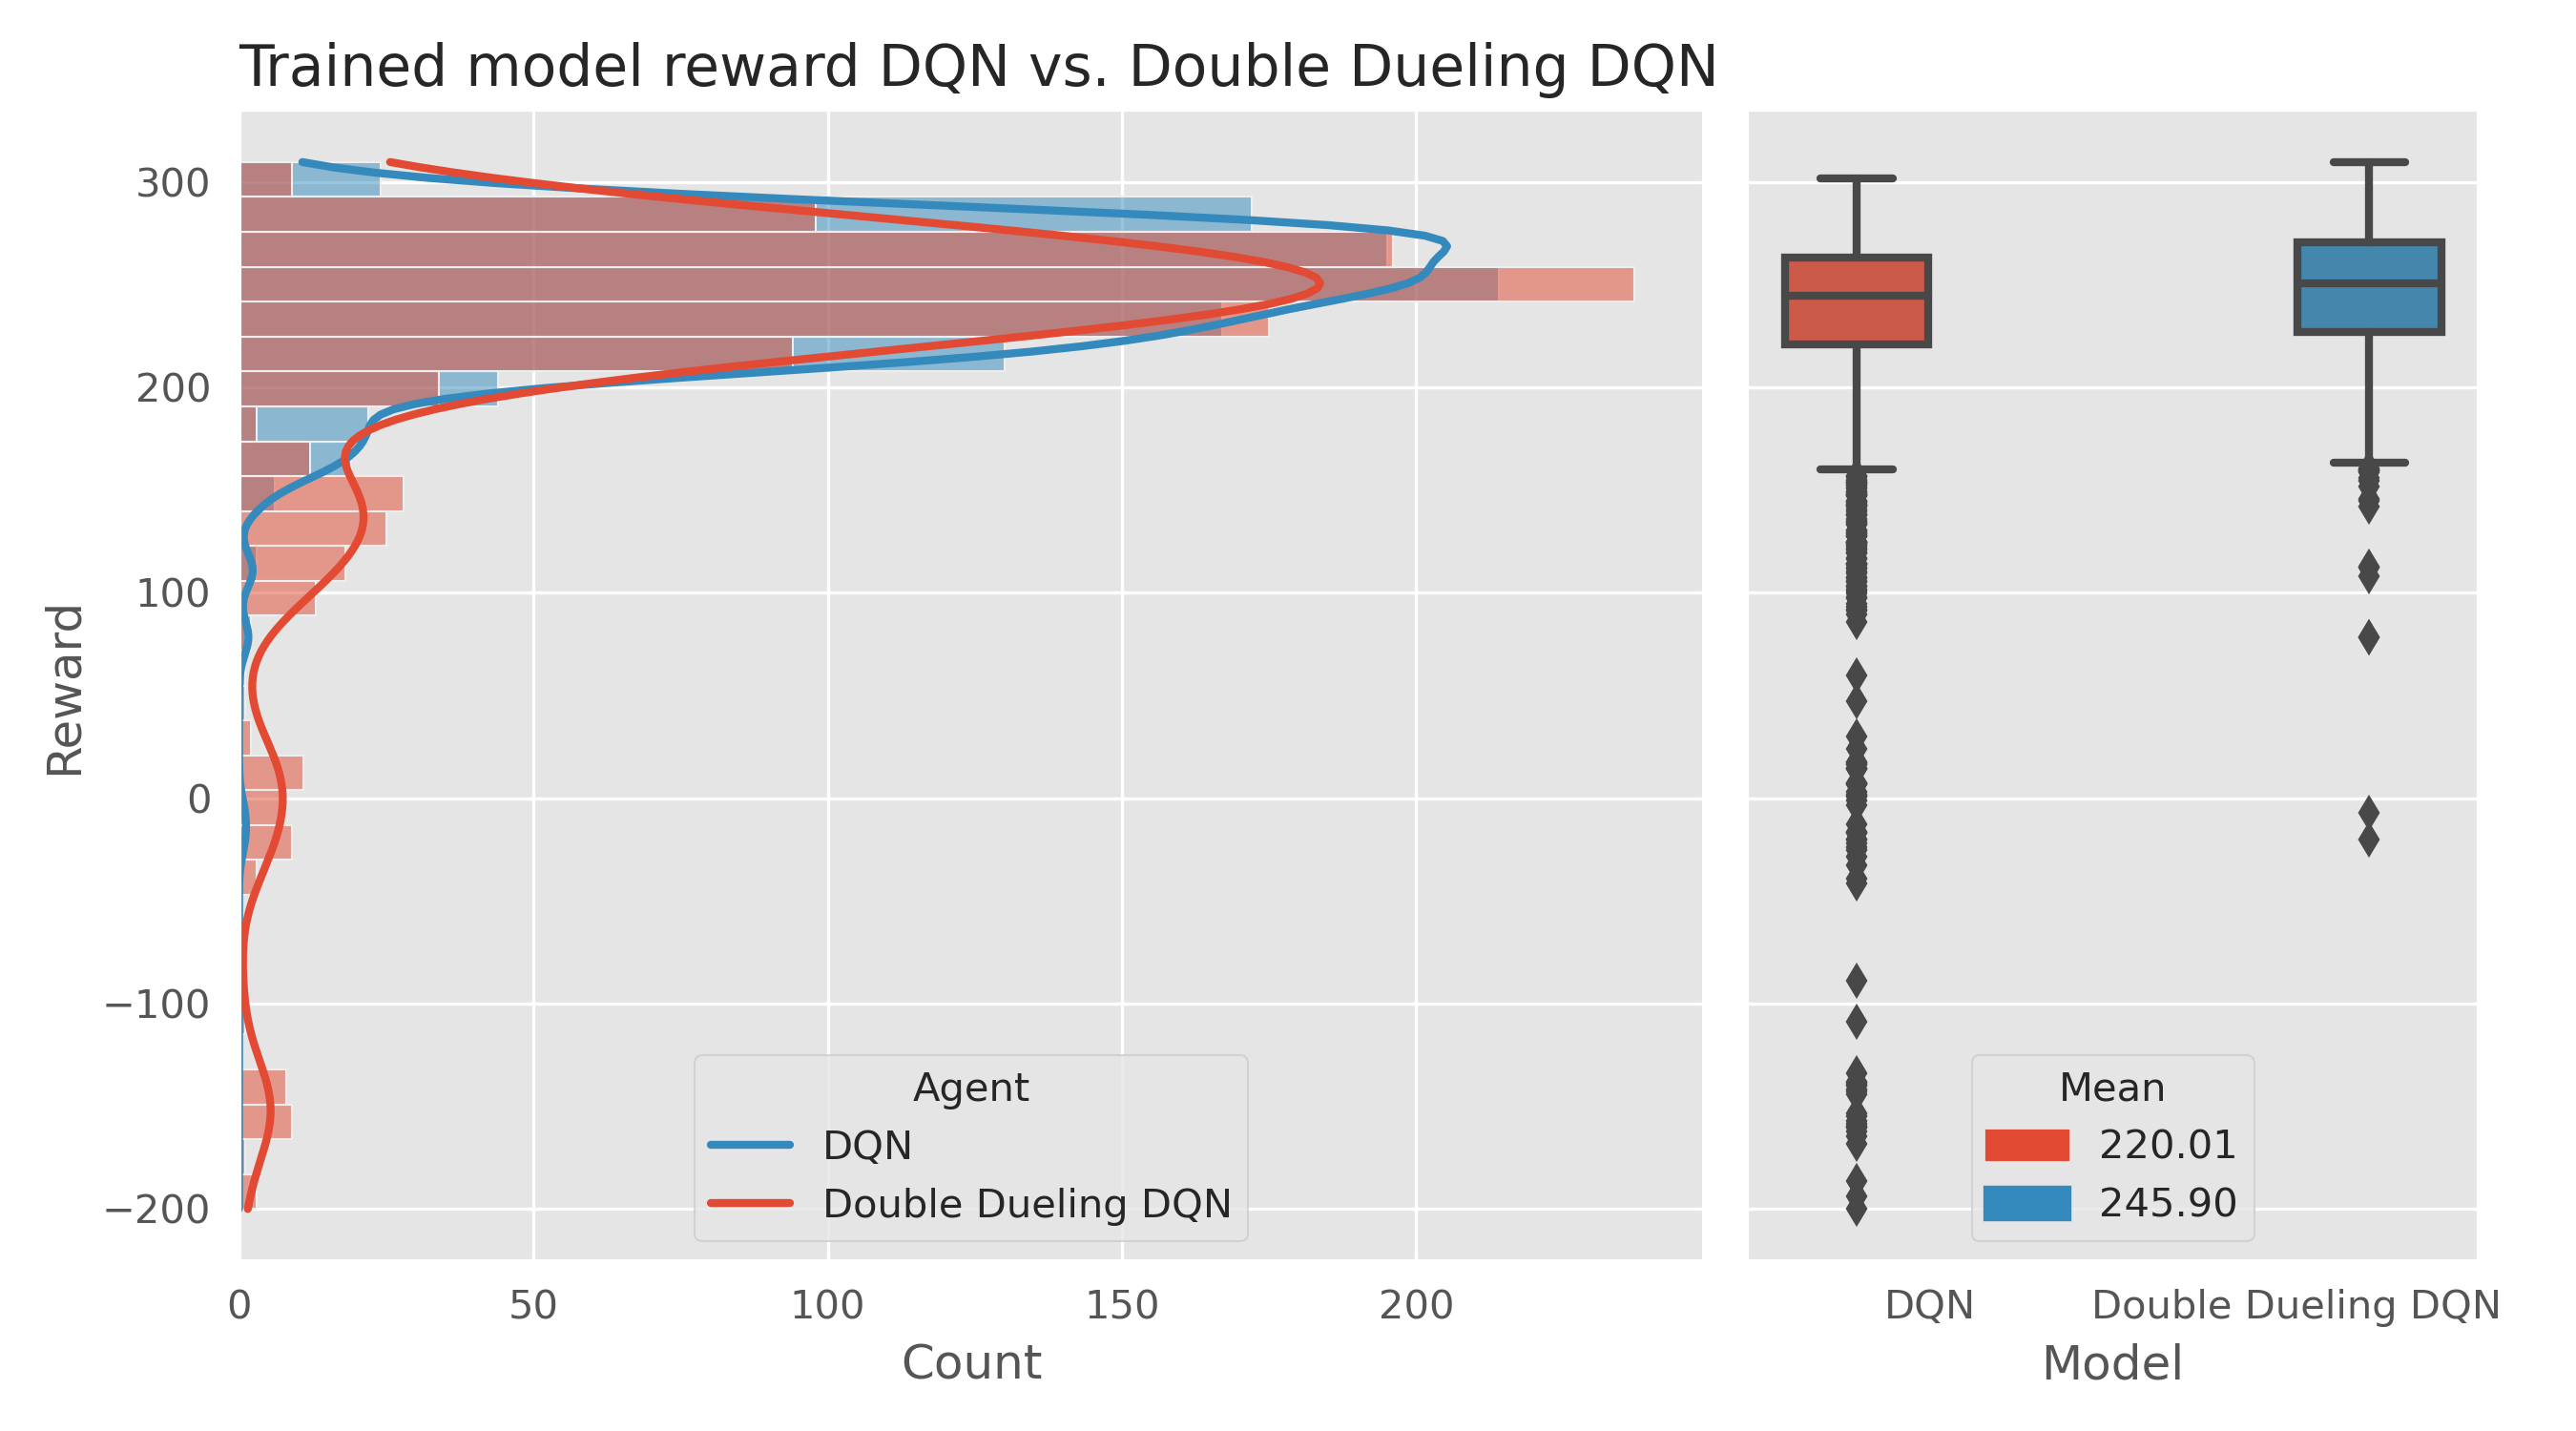 Trained model reward DQN vs. Double Dueling DQN
Reward
300
200
100
0
−100
−200
0
50
100
150
200
Count
Agent
DQN
Double Dueling DQN
Mean
220.01
245.90
DQN
Double Dueling DQN
Model